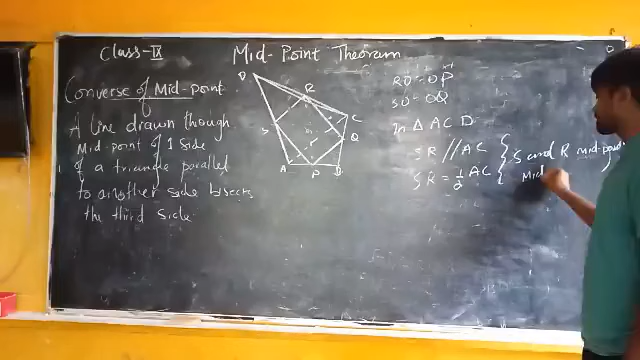 Class-IX
Mid-Point Theorem
Converse of Mid-point
A line drawn through
Mid-point of 1 side
of a triangle parallel
to another side bisects
the third side.
D
R
C
S
Q
A
P
B
RO = OP
SO = OQ
In Δ ACD
SR // AC { S and R mid-point
SR = 1/2 AC
Mid